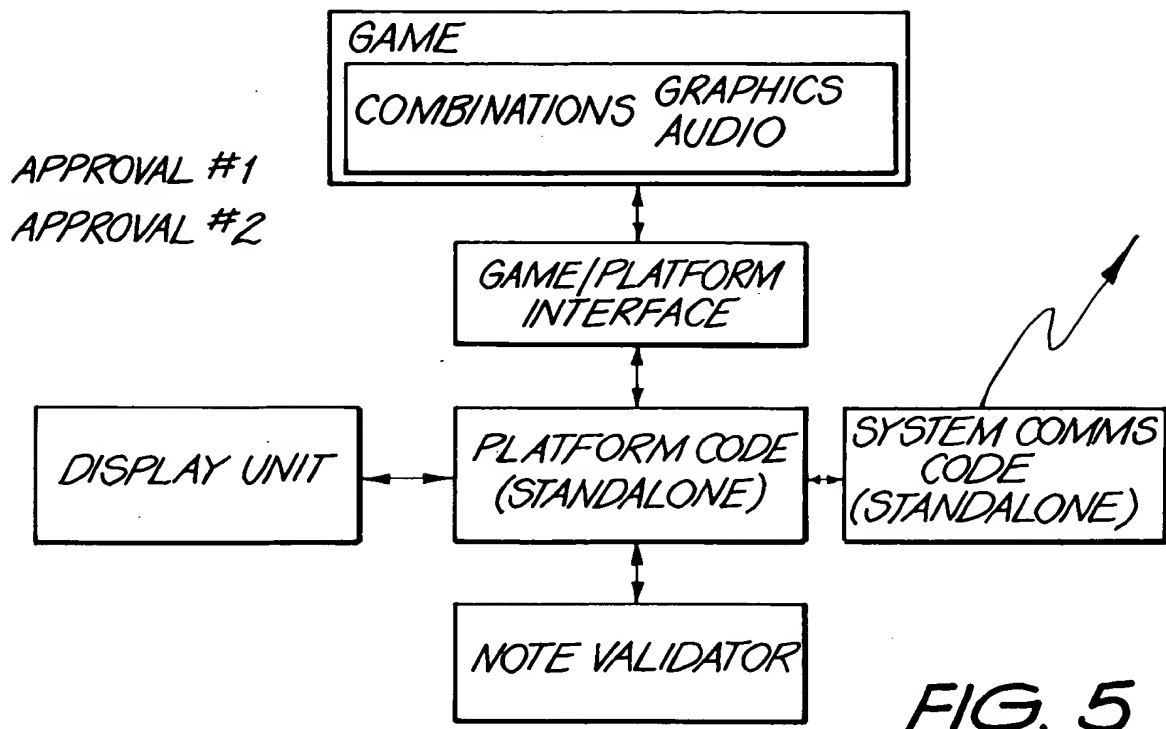 GAME
COMBINATIONS GRAPHICS
AUDIO
APPROVAL #1
APPROVAL #2
GAME/PLATFORM
INTERFACE
DISPLAY UNIT
PLATFORM CODE
(STANDALONE)
SYSTEM COMMS
CODE
(STANDALONE)
NOTE VALIDATOR
FIG. 5